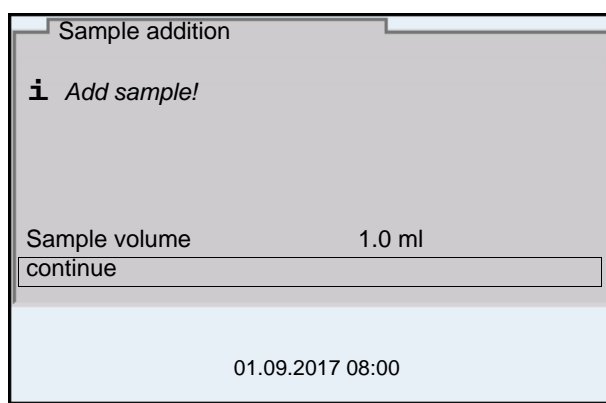 Sample addition
i Add sample!
Sample volume 1.0 ml
continue
01.09.2017 08:00